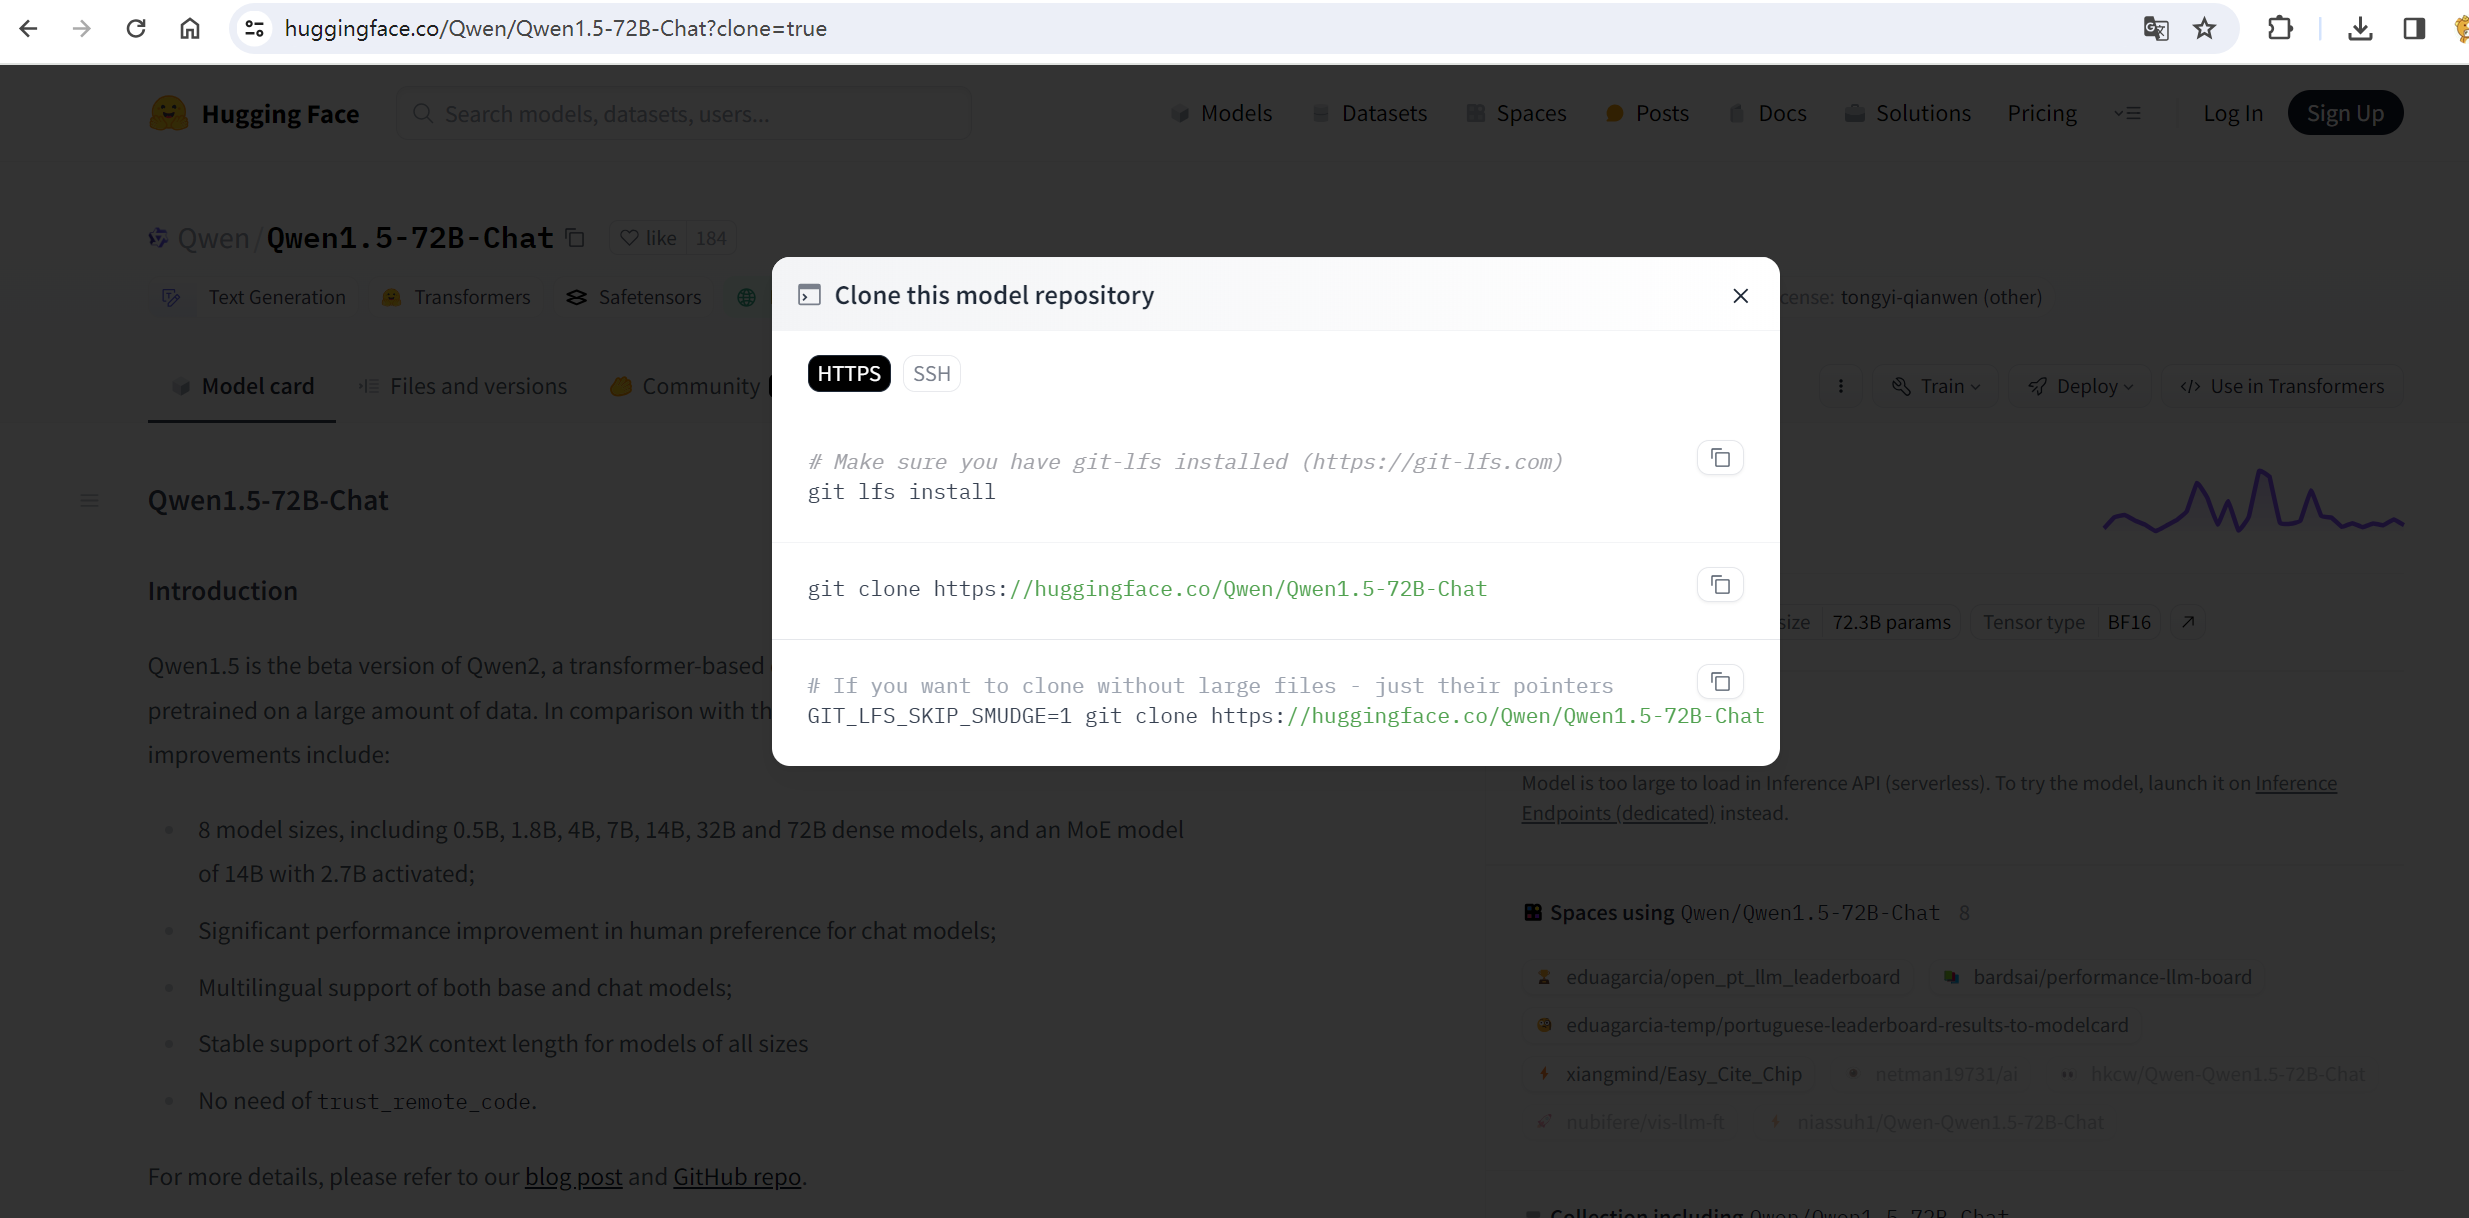 huggingface.co/Qwen/Qwen1.5-72B-Chat?clone=true
Hugging Face Search models, datasets, users... Models Datasets Spaces Posts Docs Solutions Pricing Log In Sign Up
Qwen/Qwen1.5-72B-Chat like 184
Text Generation Transformers Safetensors cense: tongyi-qianwen (other)
Model card Files and versions Community Train Deploy Use in Transformers
Clone this model repository
HTTPS SSH
# Make sure you have git-lfs installed (https://git-lfs.com)
git lfs install
git clone https://huggingface.co/Qwen/Qwen1.5-72B-Chat
# If you want to clone without large files - just their pointers
GIT_LFS_SKIP_SMUDGE=1 git clone https://huggingface.co/Qwen/Qwen1.5-72B-Chat
Qwen1.5-72B-Chat
Introduction
Qwen1.5 is the beta version of Qwen2, a transformer-based
pretrained on a large amount of data. In comparison with th
improvements include:
8 model sizes, including 0.5B, 1.8B, 4B, 7B, 14B, 32B and 72B dense models, and an MoE model
of 14B with 2.7B activated;
Significant performance improvement in human preference for chat models;
Multilingual support of both base and chat models;
Stable support of 32K context length for models of all sizes
No need of trust_remote_code.
For more details, please refer to our blog post and GitHub repo.
size 72.3B params Tensor type BF16
Model is too large to load in Inference API (serverless). To try the model, launch it on Inference
Endpoints (dedicated) instead.
Spaces using Qwen/Qwen1.5-72B-Chat 8
eduagarcia/open_pt_llm_leaderboard bardsai/performance-llm-board
eduagarcia-temp/portuguese-leaderboard-results-to-modelcard
xiangmind/Easy_Cite_Chip netman19731/ai hkcw/Qwen-Qwen1.5-72B-Chat
nubifere/vis-llm-ft niassuh1/Qwen-Qwen1.5-72B-Chat
Collection including Qwen/Qwen1.5-72B-Chat